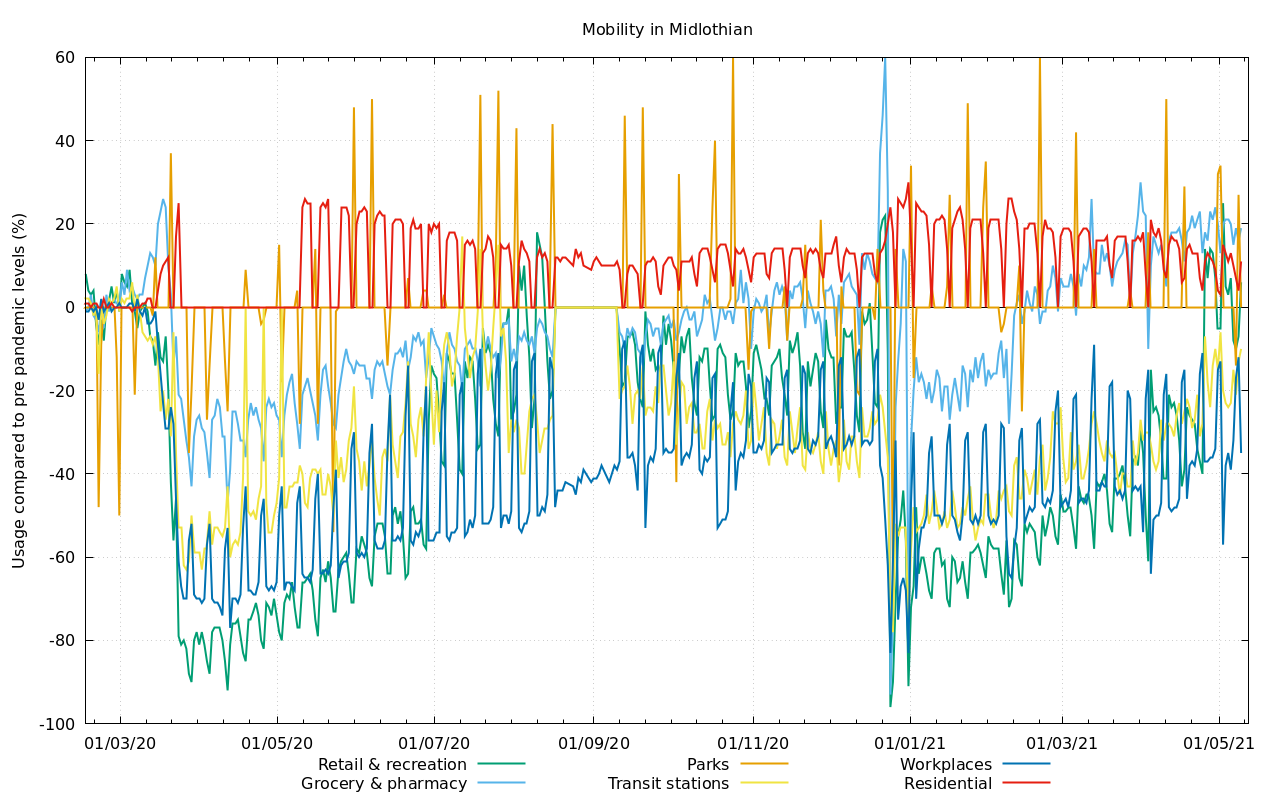 Mobility in Midlothian
Usage compared to pre pandemic levels (%)
60
40
20
0
-20
-40
-60
-80
-100
01/03/20 01/05/20 01/07/20 01/09/20 01/11/20 01/01/21 01/03/21 01/05/21
Retail & recreation Parks Workplaces
Grocery & pharmacy Transit stations Residential